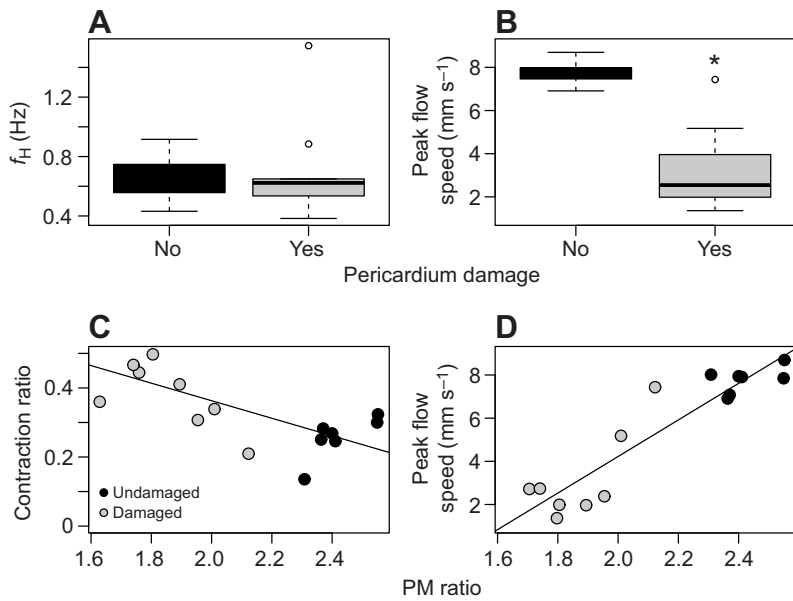 A
B
1.2
0.8
0.4
fH (Hz)
No
Yes
8
6
4
2
Peak flow
speed (mm s−1)
*
No
Yes
Pericardium damage
C
D
0.4
0.2
0
Contraction ratio
Undamaged
Damaged
1.6 1.8 2.0 2.2 2.4
8
6
4
2
Peak flow
speed (mm s−1)
1.6 1.8 2.0 2.2 2.4
PM ratio